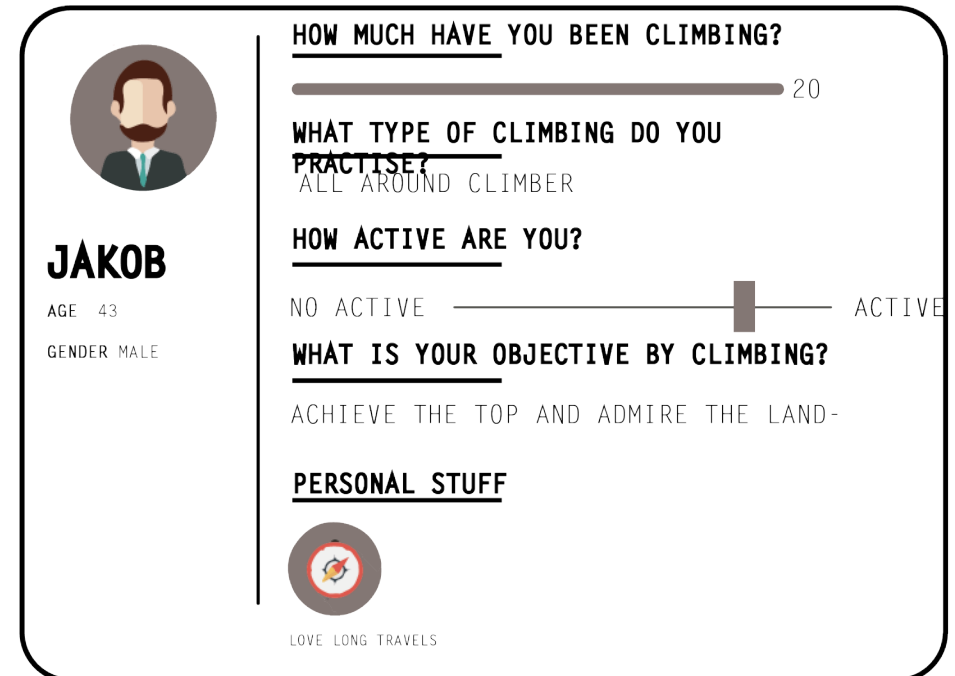 HOW MUCH HAVE YOU BEEN CLIMBING?
20
WHAT TYPE OF CLIMBING DO YOU
PRACTISE?
ALL AROUND CLIMBER
JAKOB
AGE 43
GENDER MALE
HOW ACTIVE ARE YOU?
NO ACTIVE ACTIVE
WHAT IS YOUR OBJECTIVE BY CLIMBING?
ACHIEVE THE TOP AND ADMIRE THE LAND-
PERSONAL STUFF
LOVE LONG TRAVELS